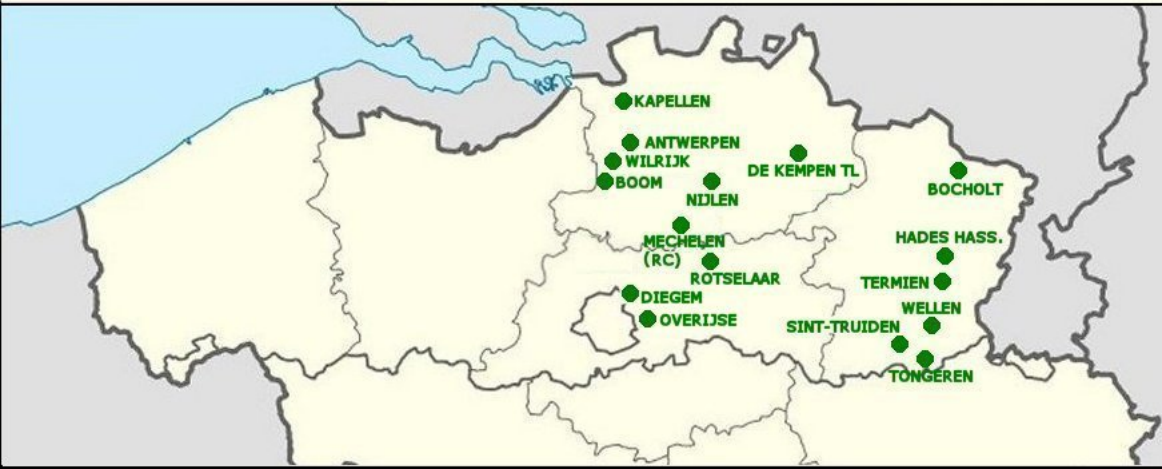 KAPELLEN
ANTWERPEN
WILRIJK
DE KEMPEN TL
BOOM
NIJLEN
BOCHOLT
MECHELEN
(RC)
HADES HASS.
ROTSELAAR
TERMIEN
DIEGEM
WELLEN
OVERIJSE
SINT-TRUIDEN
TONGEREN